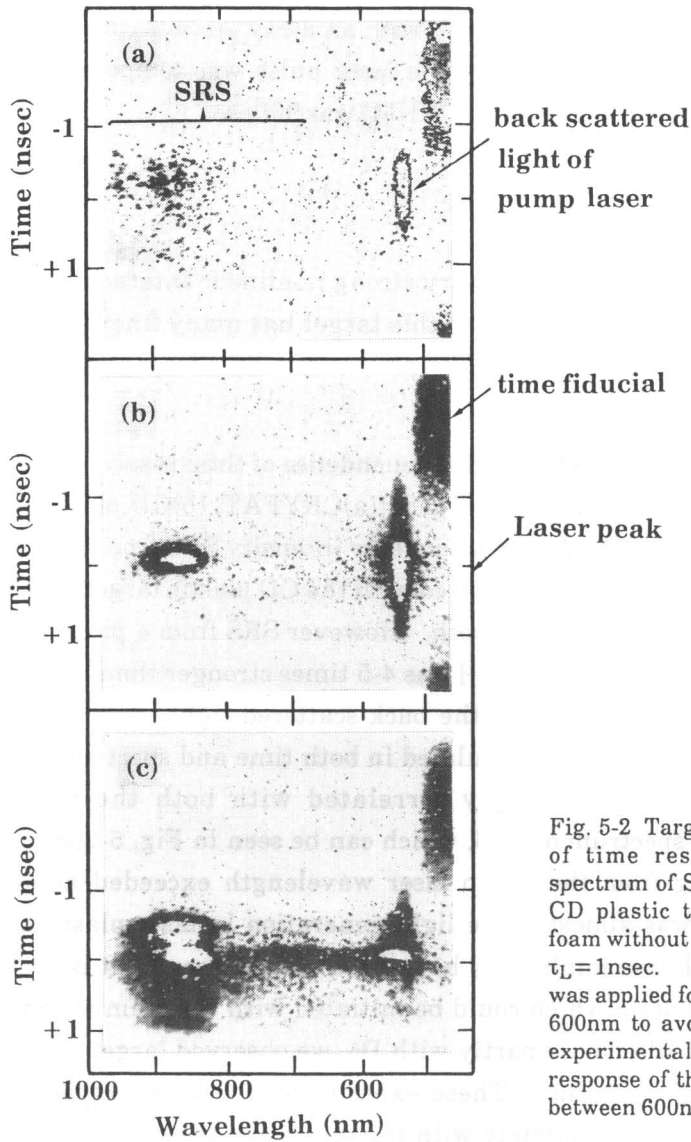 (a)
SRS
Time (nsec)
-1
+1
back scattered
light of
pump laser
(b)
Time (nsec)
-1
+1
time fiducial
Laser peak
(c)
Time (nsec)
-1
+1
1000 800 600
Wavelength (nm)
Fig. 5-2 Targ
of time res
spectrum of S
CD plastic t
foam without
τL=1nsec.
was applied fo
600nm to avo
experimental
response of th
between 600n